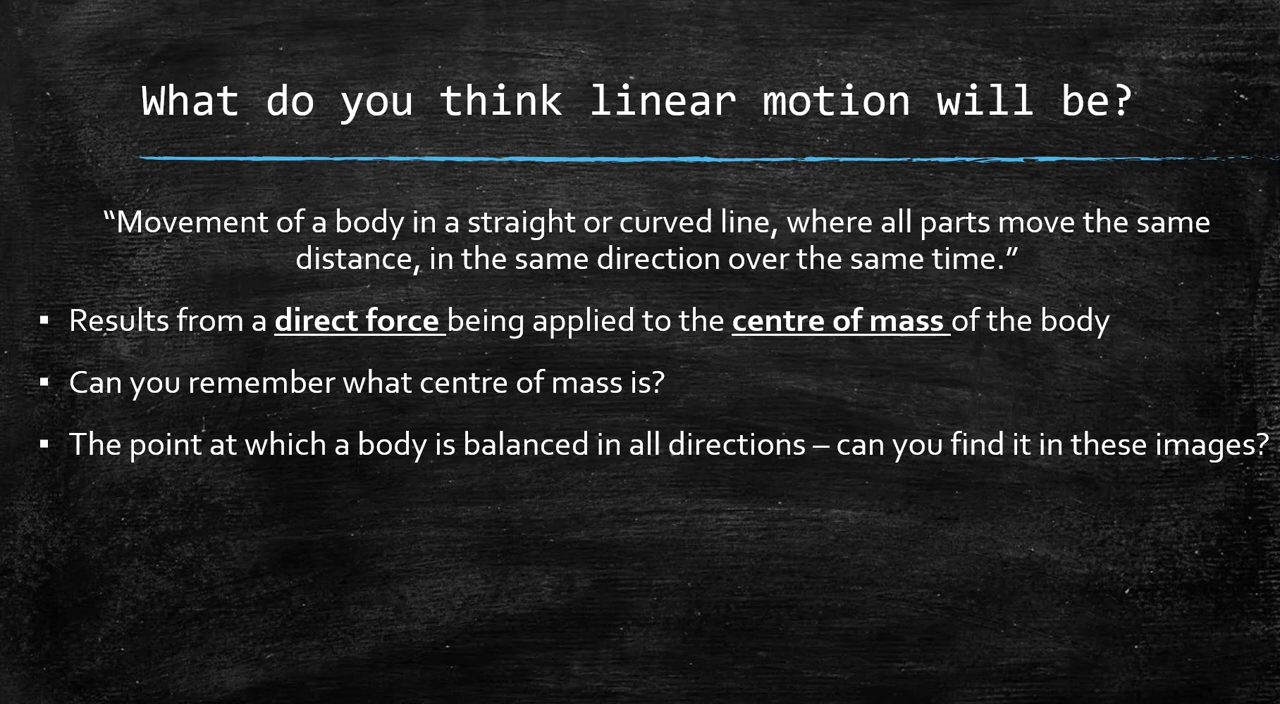 What do you think linear motion will be?
“Movement of a body in a straight or curved line, where all parts move the same
distance, in the same direction over the same time.”
▪ Results from a direct force being applied to the centre of mass of the body
▪ Can you remember what centre of mass is?
▪ The point at which a body is balanced in all directions – can you find it in these images?